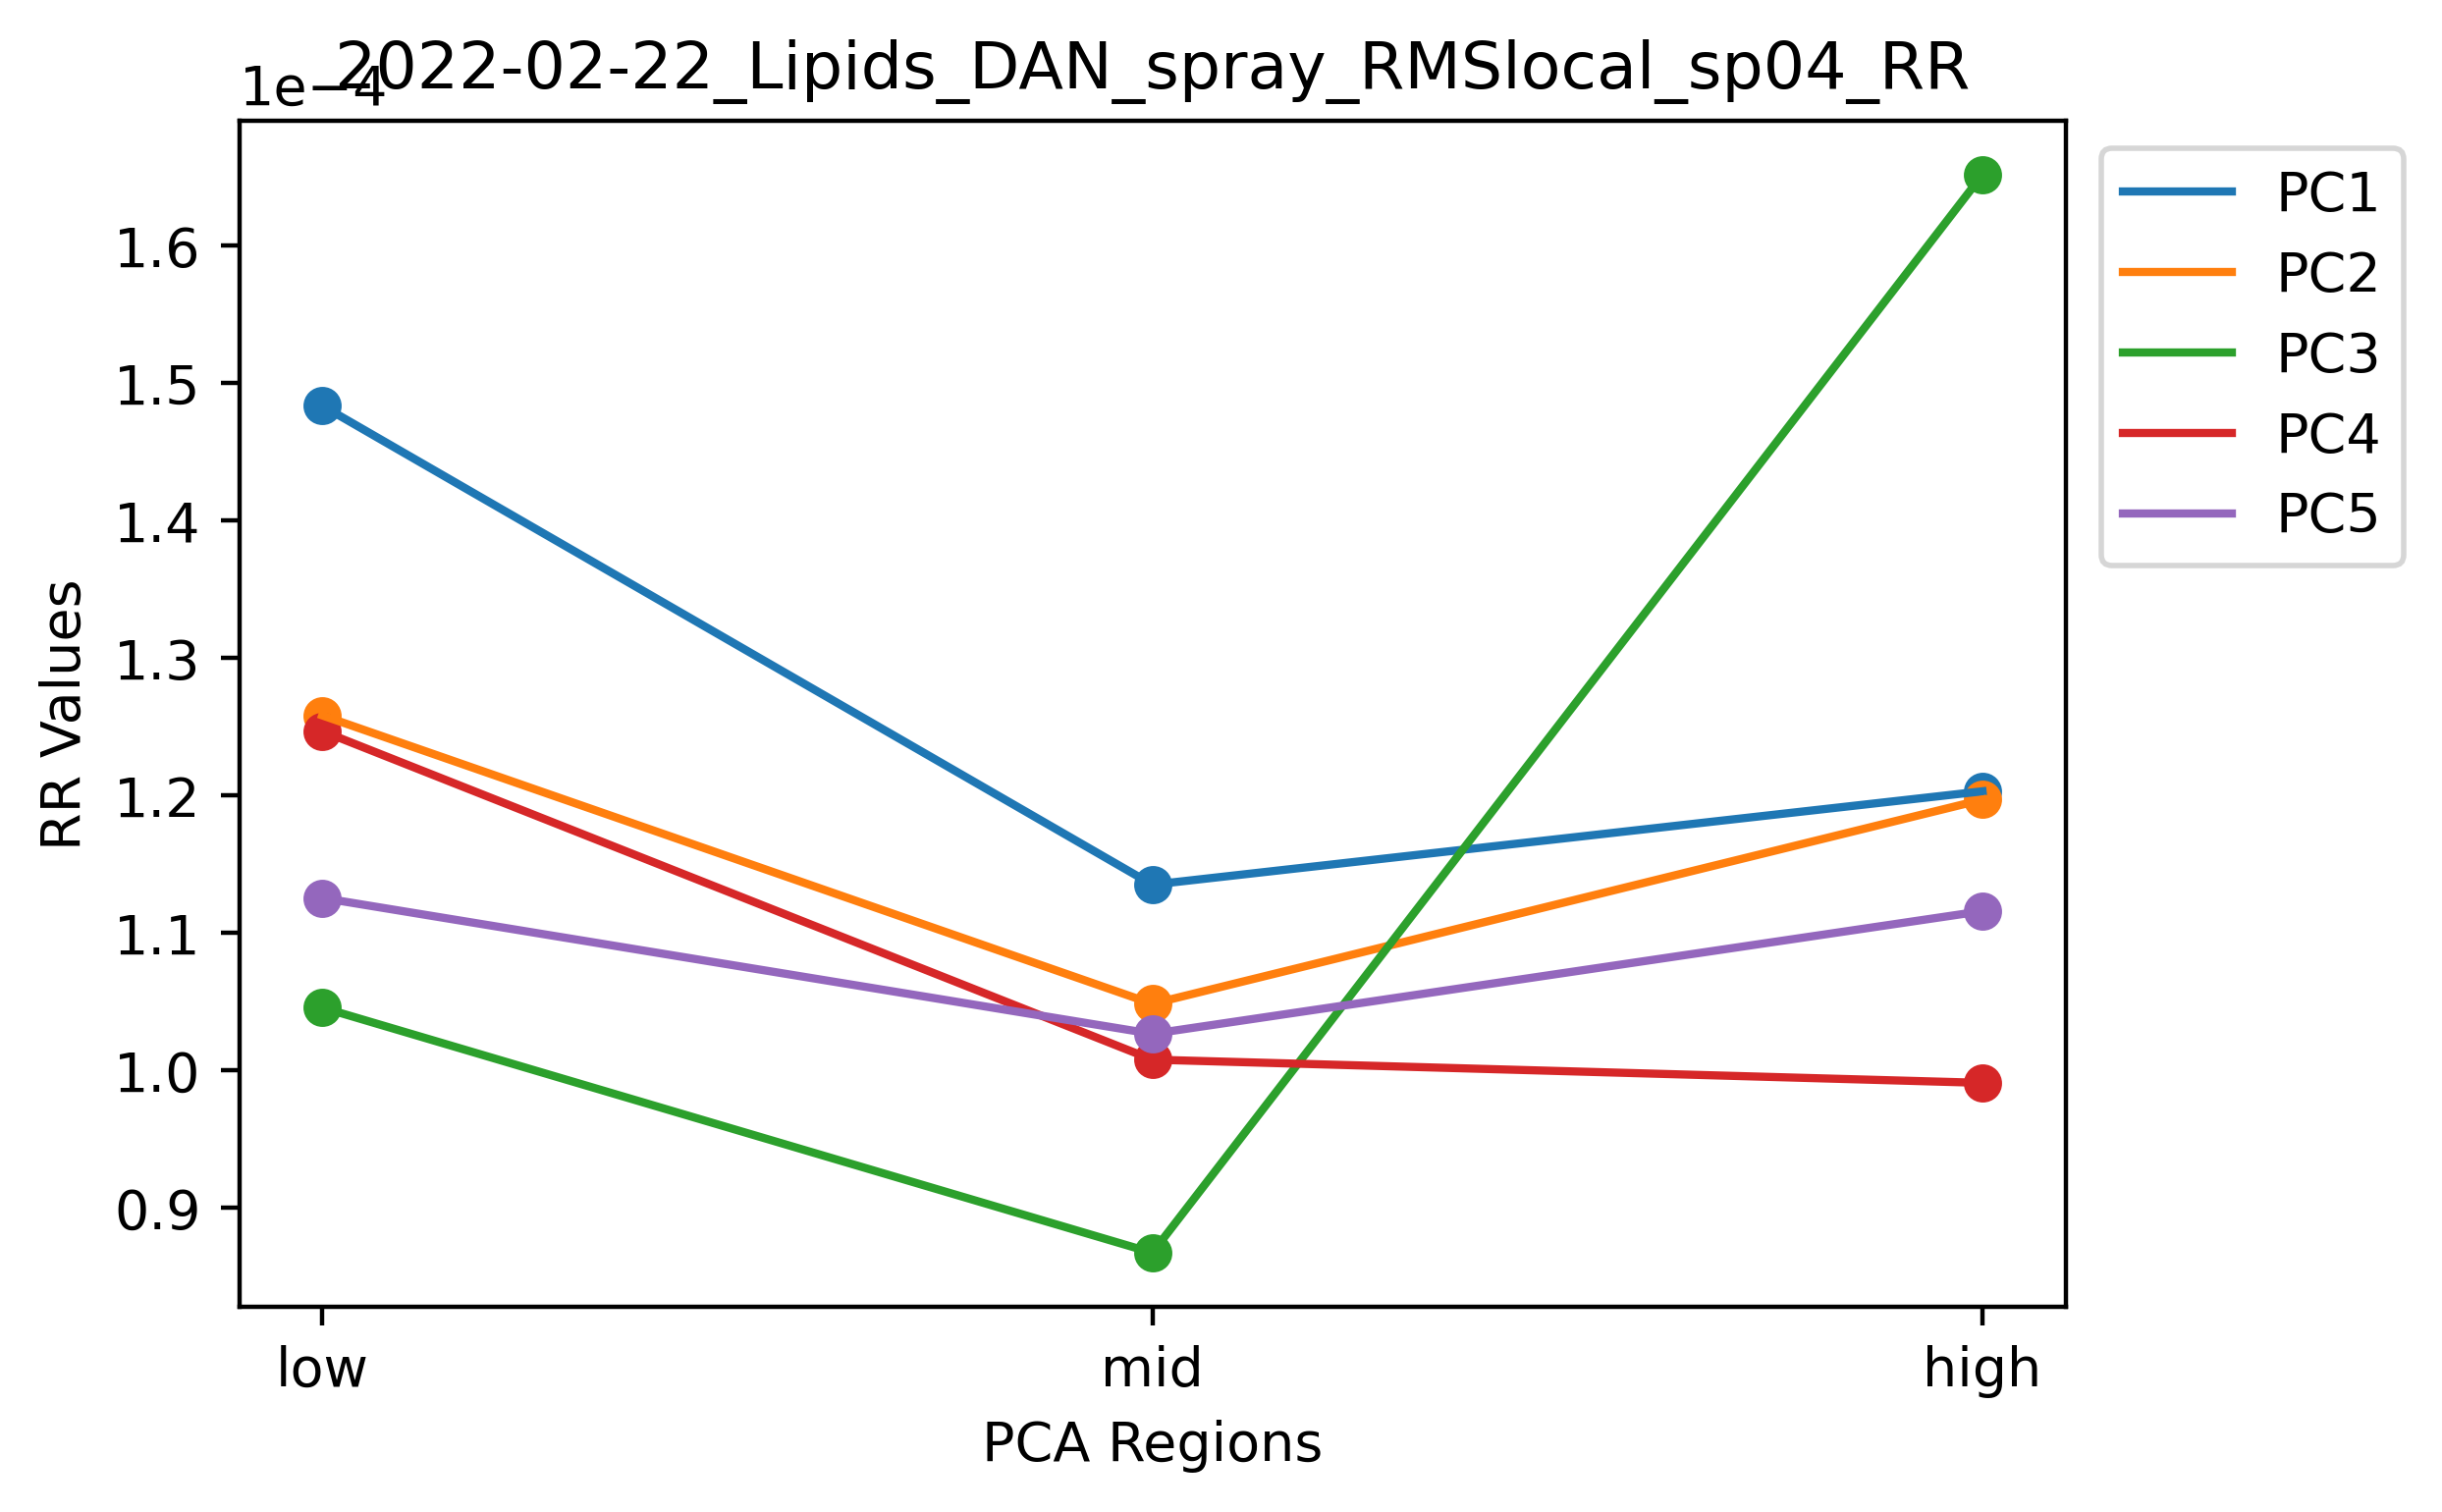 2022-02-22_Lipids_DAN_spray_RMSlocal_sp04_RR
1e−4
1.6
1.5
1.4
1.3
1.2
1.1
1.0
0.9
RR Values
low mid high
PCA Regions
PC1
PC2
PC3
PC4
PC5